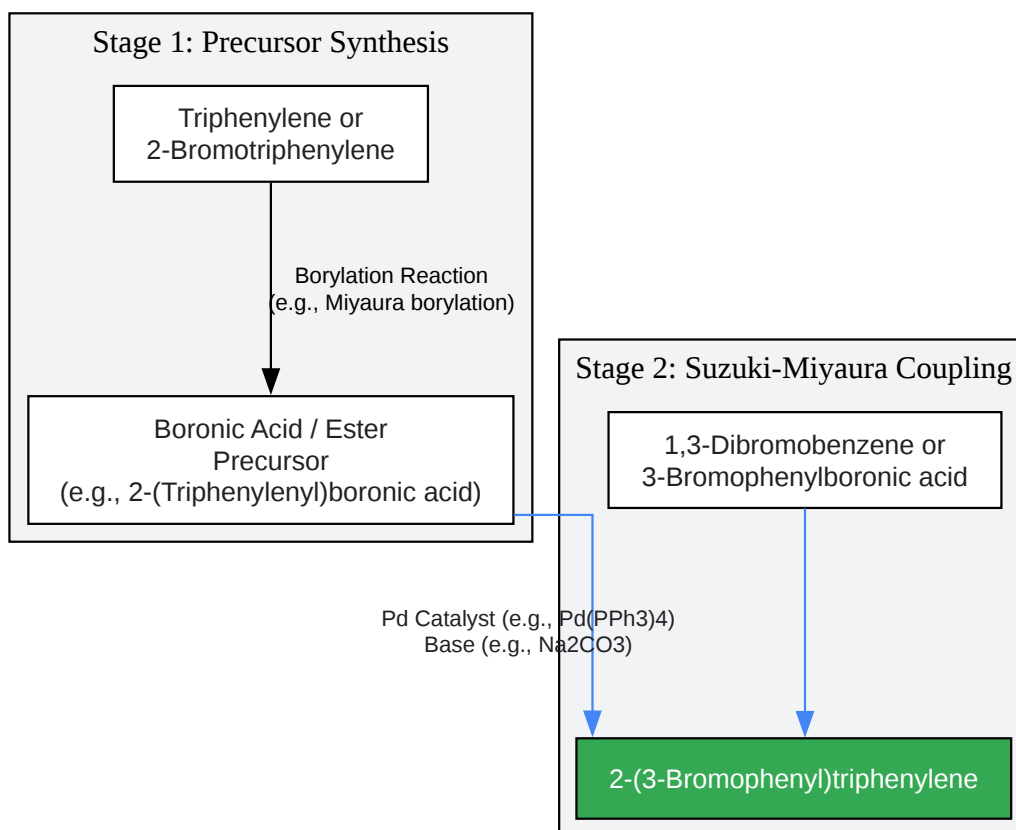 Stage 1: Precursor Synthesis
Triphenylene or
2-Bromotriphenylene
Borylation Reaction
(e.g., Miyaura borylation)
Boronic Acid / Ester
Precursor
(e.g., 2-(Triphenylenyl)boronic acid)
Stage 2: Suzuki-Miyaura Coupling
1,3-Dibromobenzene or
3-Bromophenylboronic acid
Pd Catalyst (e.g., Pd(PPh3)4)
Base (e.g., Na2CO3)
2-(3-Bromophenyl)triphenylene